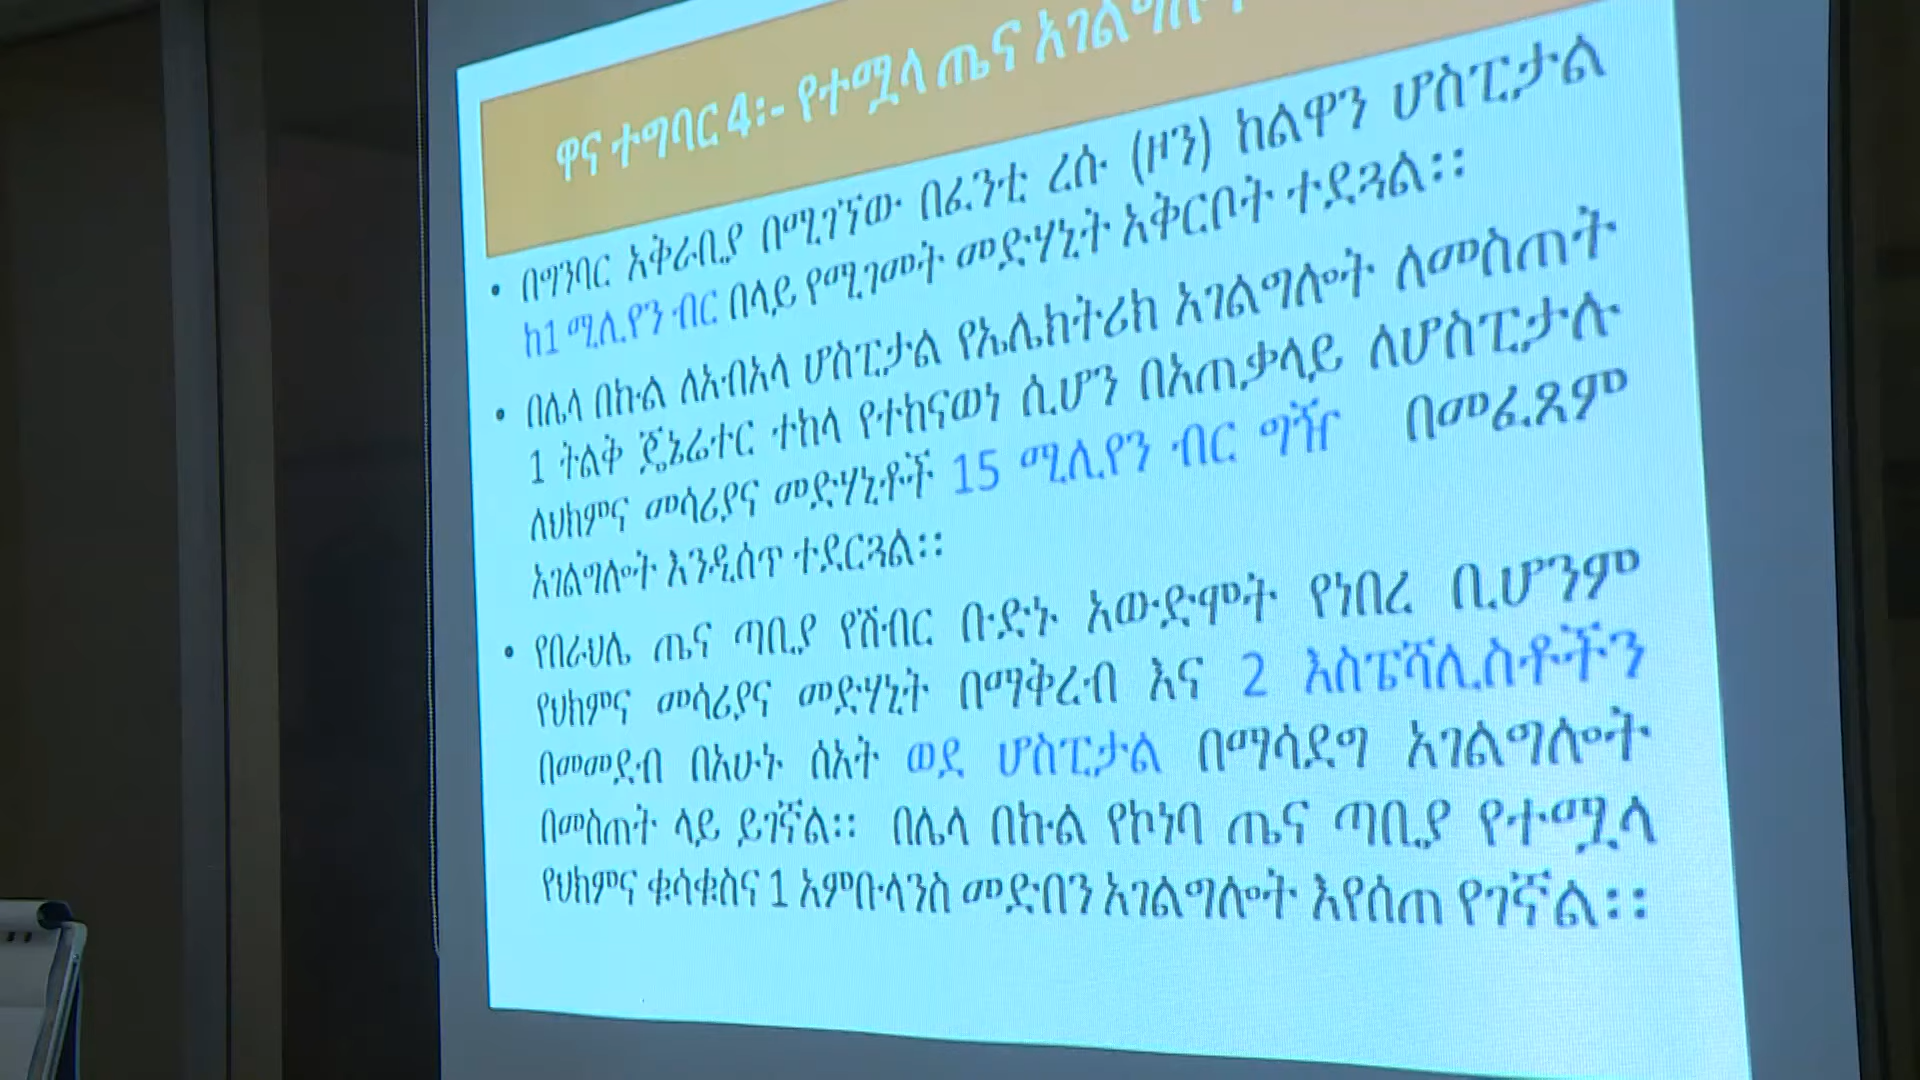 ዋና ተግባር 4፡- የተሟላ ጤና
• በግንባር አቅራቢያ በሚገኘው በፈንቲ ረሱ (ዞን) ከልዋን ሆስፒታል
ከ1 ሚሊየን ብር በላይ የሚገመት መድሃኒት አቅርቦት ተደጓል።
• በሌላ በኩል ለአብአላ ሆስፒታል የኤሌክትሪክ አገልግሎት ለመስጠት
1 ትልቅ ጄኔሬተር ተከላ የተከናወነ ሲሆን በአጠቃላይ ለሆስፒታሉ
ለህክምና መሳሪያና መድሃኒቶች 15 ሚሊየን ብር ግዥ በመፈጸም
አገልግሎት እንዲሰጥ ተደርጓል።
• የበራህሌ ጤና ጣቢያ የሽብር ቡድኑ አውድሞት የነበረ ቢሆንም
የህክምና መሳሪያና መድሃኒት በማቅረብ እና 2 እስፔሻሊስቶችን
በመመደብ በአሁኑ ሰአት ወደ ሆስፒታል በማሳደግ አገልግሎት
በመስጠት ላይ ይገኛል። በሌላ በኩል የኮነባ ጤና ጣቢያ የተሟላ
የህክምና ቁሳቁስና 1 አምቡላንስ መድበን አገልግሎት እየሰጠ የገኛል።